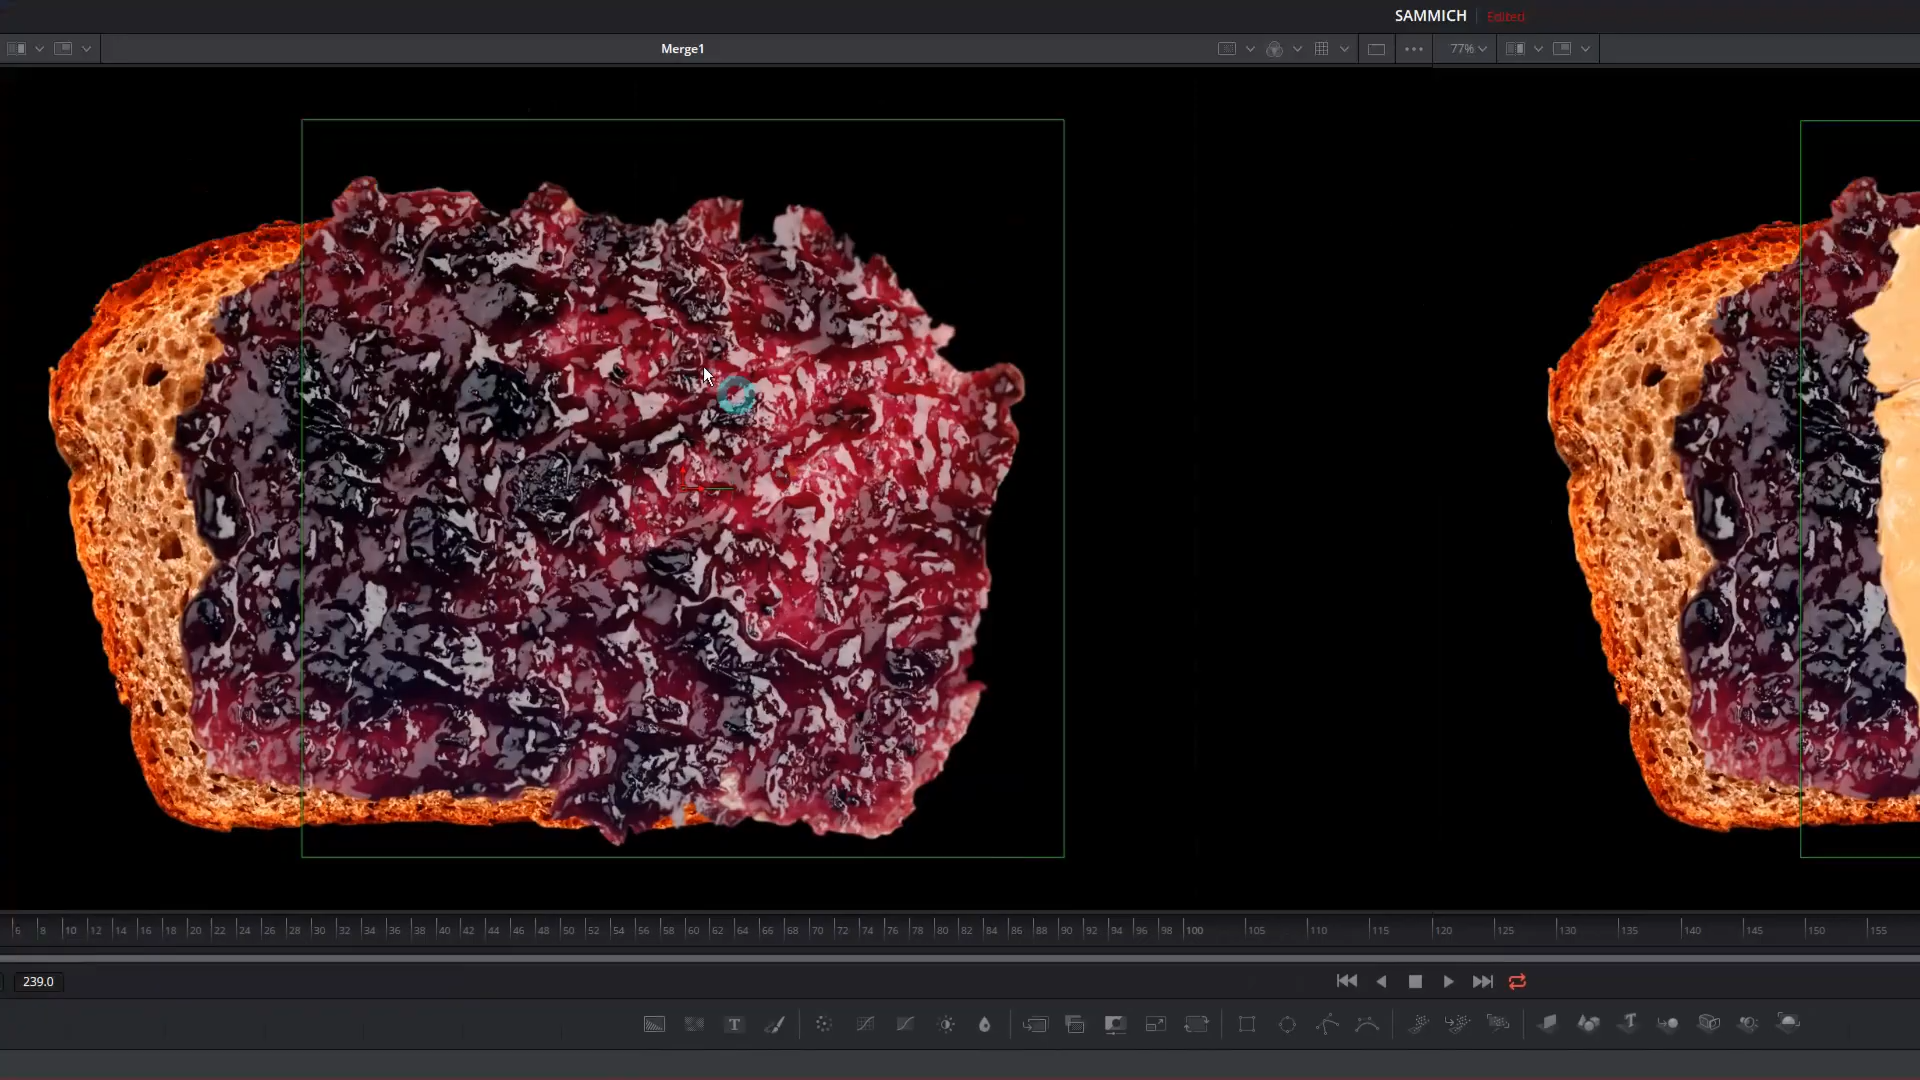 SAMMICH Edited
Merge1 77%
6 8 10 12 14 16 18 20 22 24 26 28 30 32 34 36 38 40 42 44 46 48 50 52 54 56 58 60 62 64 66 68 70 72 74 76 78 80 82 84 86 88 90 92 94 96 98 100 105 110 115 120 125 130 135 140 145 150 155
239.0
T